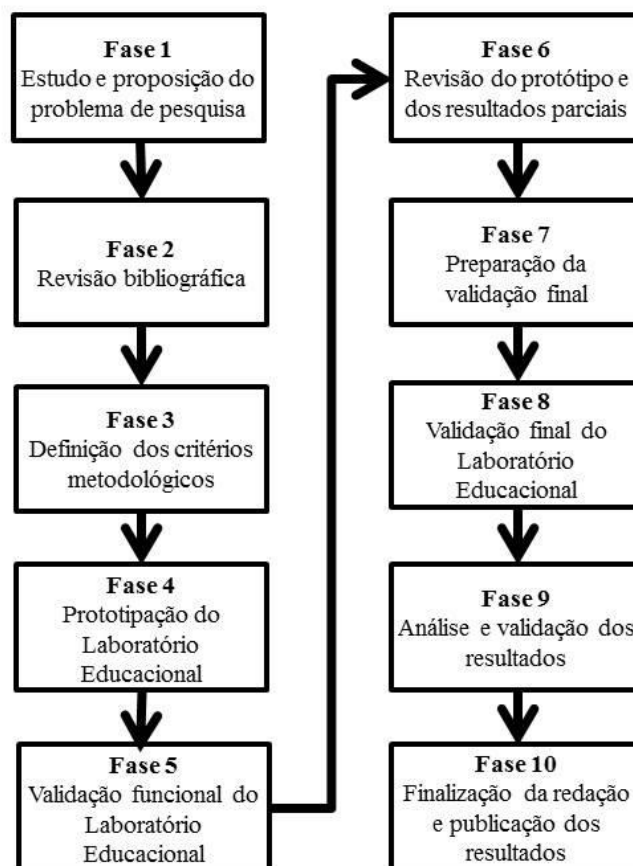 Fase 1
Estudo e proposição do
problema de pesquisa
Fase 2
Revisão bibliográfica
Fase 3
Definição dos critérios
metodológicos
Fase 4
Prototipação do
Laboratório
Educacional
Fase 5
Validação funcional do
Laboratório
Educacional
Fase 6
Revisão do protótipo e
dos resultados parciais
Fase 7
Preparação da
validação final
Fase 8
Validação final do
Laboratório
Educacional
Fase 9
Análise e validação dos
resultados
Fase 10
Finalização da redação
e publicação dos
resultados